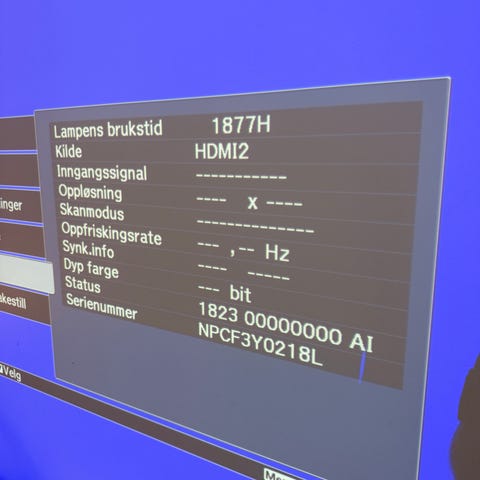 Lampens brukstid 1877H
Kilde HDMI2
Inngangssignal -----------
Oppløsning ---- x ----
Skanmodus --------------
Oppfriskingsrate --- ,-- Hz
Synk.info ---- -----
Dyp farge --- bit
Status 1823 00000000 AI
Serienummer NPCF3Y0218L
inger
akestill
Velg